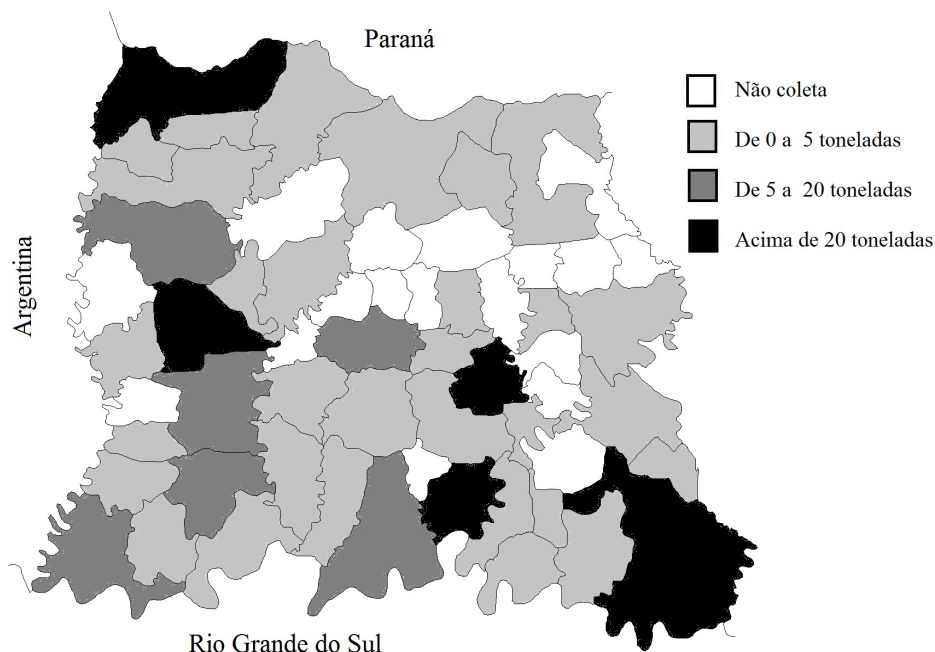 Paraná
Não coleta
De 0 a 5 toneladas
De 5 a 20 toneladas
Acima de 20 toneladas
Argentina
Rio Grande do Sul